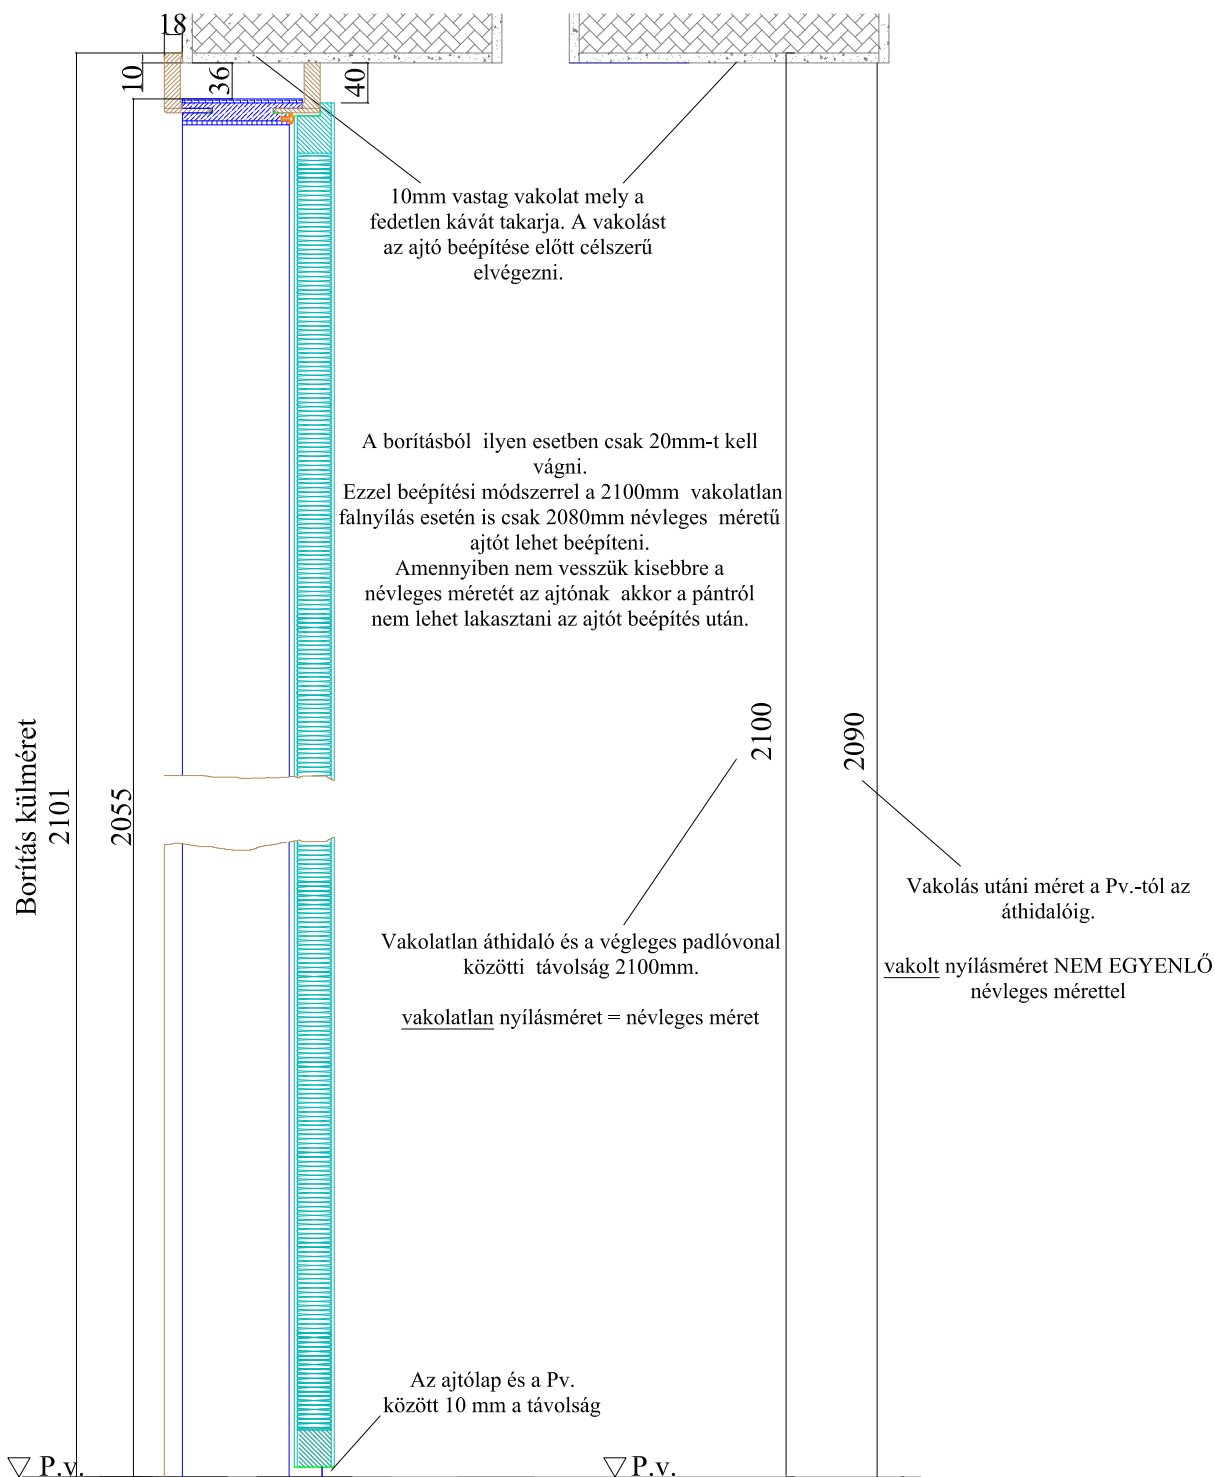 18
10
36
40
10mm vastag vakolat mely a
fedetlen kávát takarja. A vakolást
az ajtó beépítése előtt célszerű
elvégezni.
A borításból ilyen esetben csak 20mm-t kell
vágni.
Ezzel beépítési módszerrel a 2100mm vakolatlan
falnyílás esetén is csak 2080mm névleges méretű
ajtót lehet beépíteni.
Amennyiben nem vesszük kisebbre a
névleges méretét az ajtónak akkor a pántról
nem lehet lakasztani az ajtót beépítés után.
Borítás külméret
2101
2055
2100
2090
Vakolás utáni méret a Pv.-tól az
áthidalóig.
vakolt nyílásméret NEM EGYENLŐ
névleges mérettel
Vakolatlan áthidaló és a végleges padlóvonal
közötti távolság 2100mm.
vakolatlan nyílásméret = névleges méret
Az ajtólap és a Pv.
között 10 mm a távolság
P.v.
P.v.